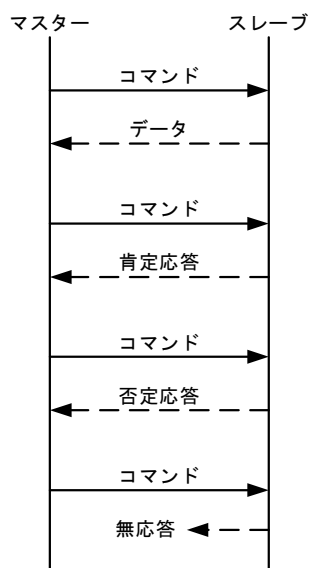 マスター
スレーブ
コマンド
データ
コマンド
肯定応答
コマンド
否定応答
コマンド
無応答